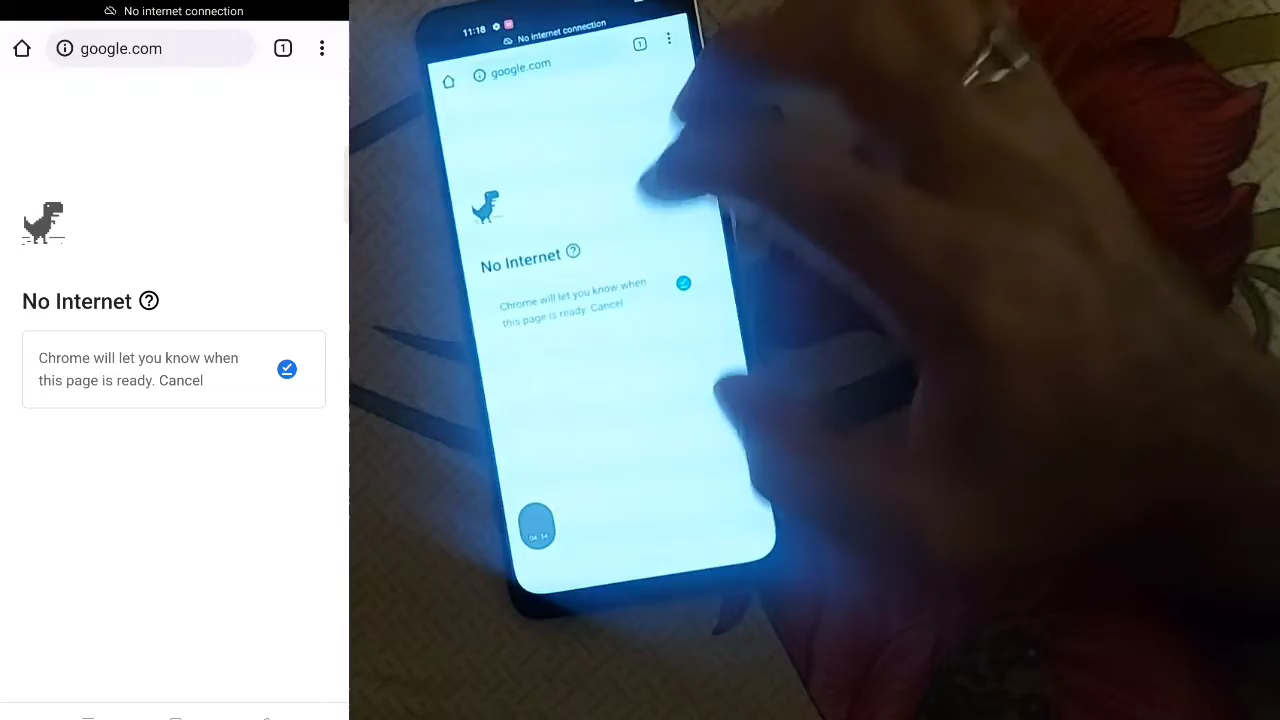 No internet connection
google.com
1
No Internet
Chrome will let you know when
this page is ready. Cancel
11:18
No internet connection
google.com
1
No Internet
Chrome will let you know when
this page is ready. Cancel